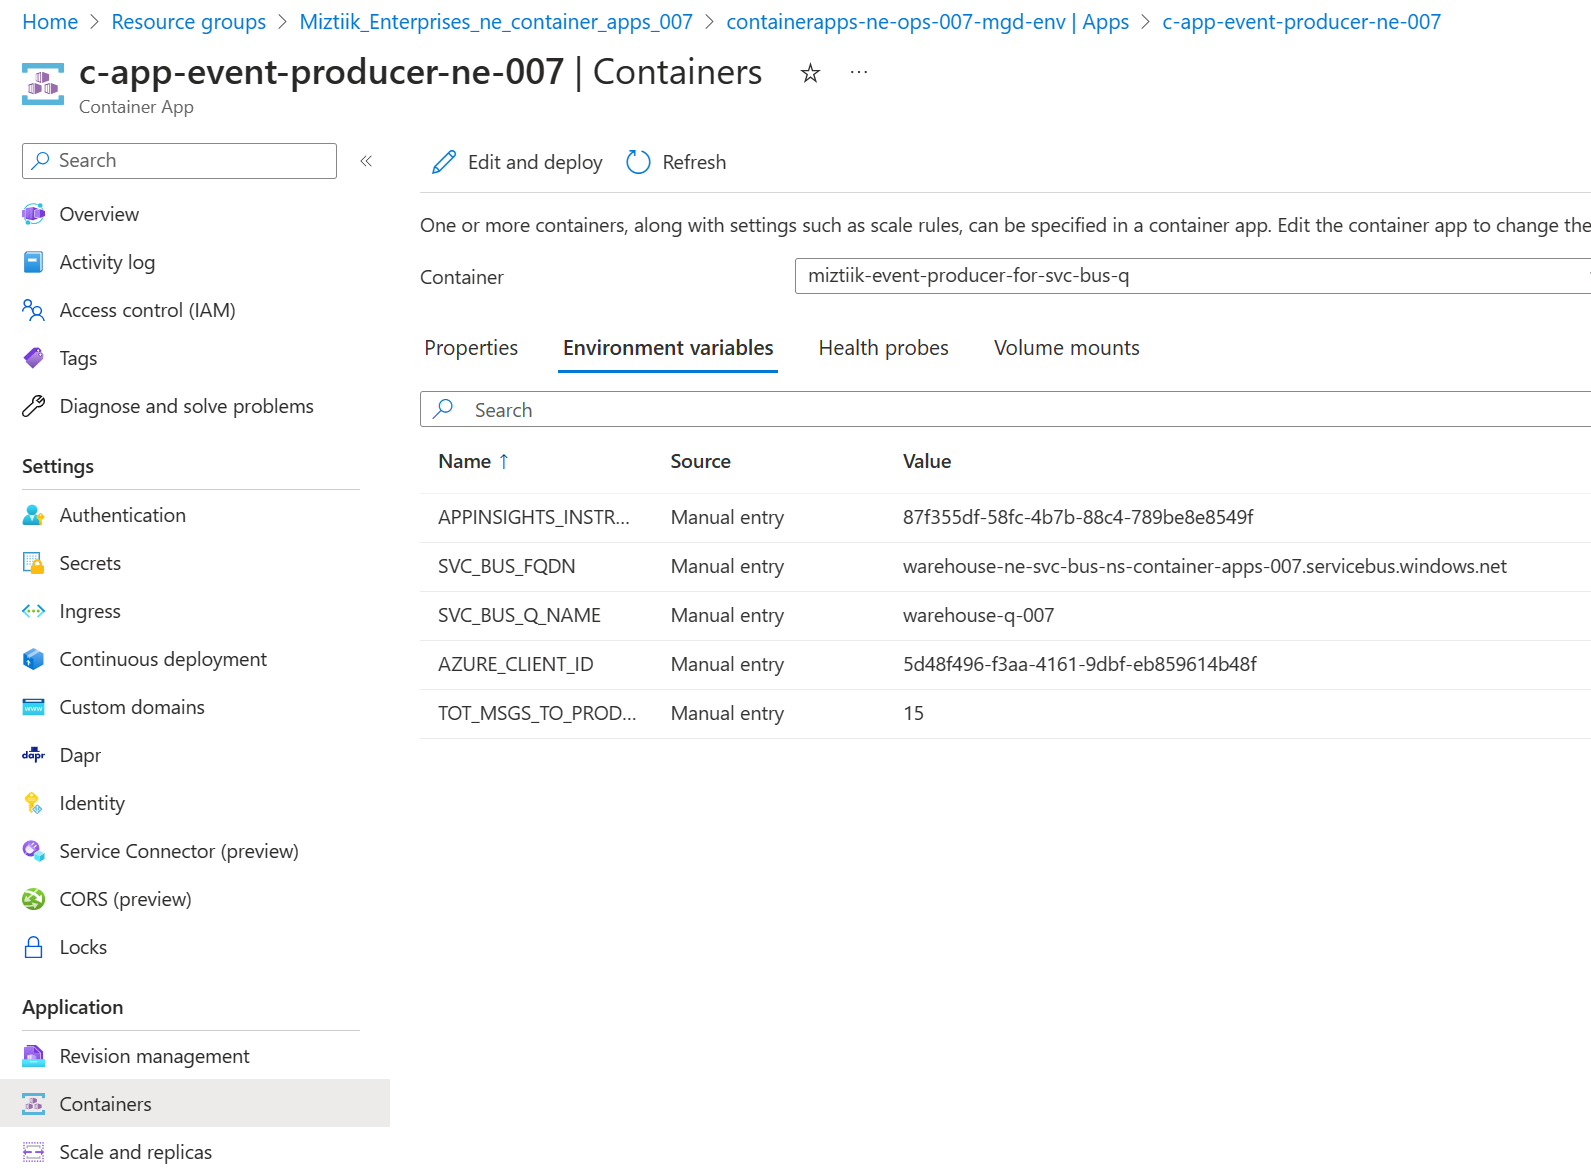 Home > Resource groups > Miztiik_Enterprises_ne_container_apps_007 > containerapps-ne-ops-007-mgd-env | Apps > c-app-event-producer-ne-007
c-app-event-producer-ne-007 | Containers
Container App
Search
Overview
Activity log
Access control (IAM)
Tags
Diagnose and solve problems
Settings
Authentication
Secrets
Ingress
Continuous deployment
Custom domains
dapr Dapr
Identity
Service Connector (preview)
CORS (preview)
Locks
Application
Revision management
Containers
Scale and replicas
Edit and deploy Refresh
One or more containers, along with settings such as scale rules, can be specified in a container app. Edit the container app to change the
Container miztiik-event-producer-for-svc-bus-q
Properties Environment variables Health probes Volume mounts
Search
Name ↑ Source Value
APPINSIGHTS_INSTR... Manual entry 87f355df-58fc-4b7b-88c4-789be8e8549f
SVC_BUS_FQDN Manual entry warehouse-ne-svc-bus-ns-container-apps-007.servicebus.windows.net
SVC_BUS_Q_NAME Manual entry warehouse-q-007
AZURE_CLIENT_ID Manual entry 5d48f496-f3aa-4161-9dbf-eb859614b48f
TOT_MSGS_TO_PROD... Manual entry 15